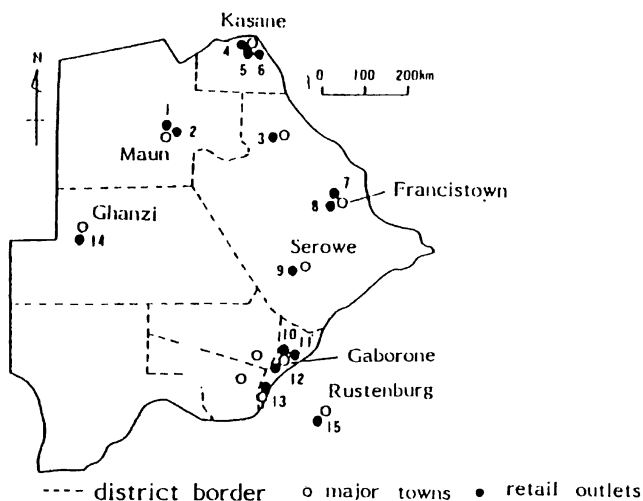 Kasane
N
4
5 6
0 100 200km
1
2
3
Maun
7
Francistown
8
Ghanzi
14
Serowe
9
10 11
Gaborone
12
13
Rustenburg
15
---- district border o major towns ● retail outlets